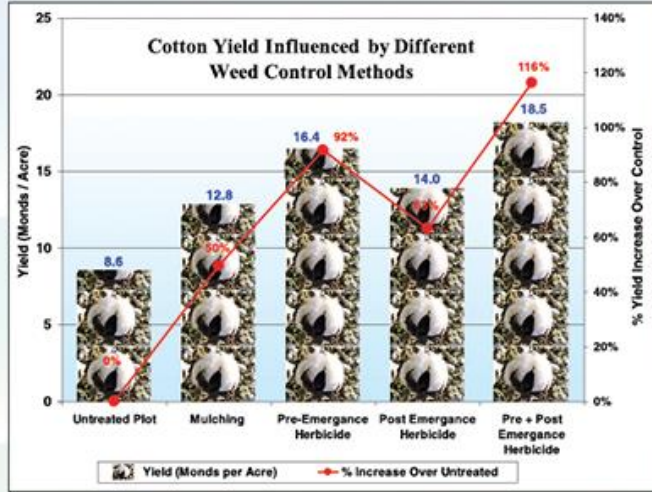 Cotton Yield Influenced by Different
Weed Control Methods
Yield (Monds / Acre)
25
20
15
10
5
0
% Yield Increase Over Control
140%
120%
100%
80%
60%
40%
20%
0%
8.6
12.8
16.4
14.0
18.5
0%
50%
92%
116%
Untreated Plot
Mulching
Pre-Emergance
Herbicide
Post Emergance
Herbicide
Pre + Post
Emergance
Herbicide
Yield (Monds per Acre)
% Increase Over Untreated